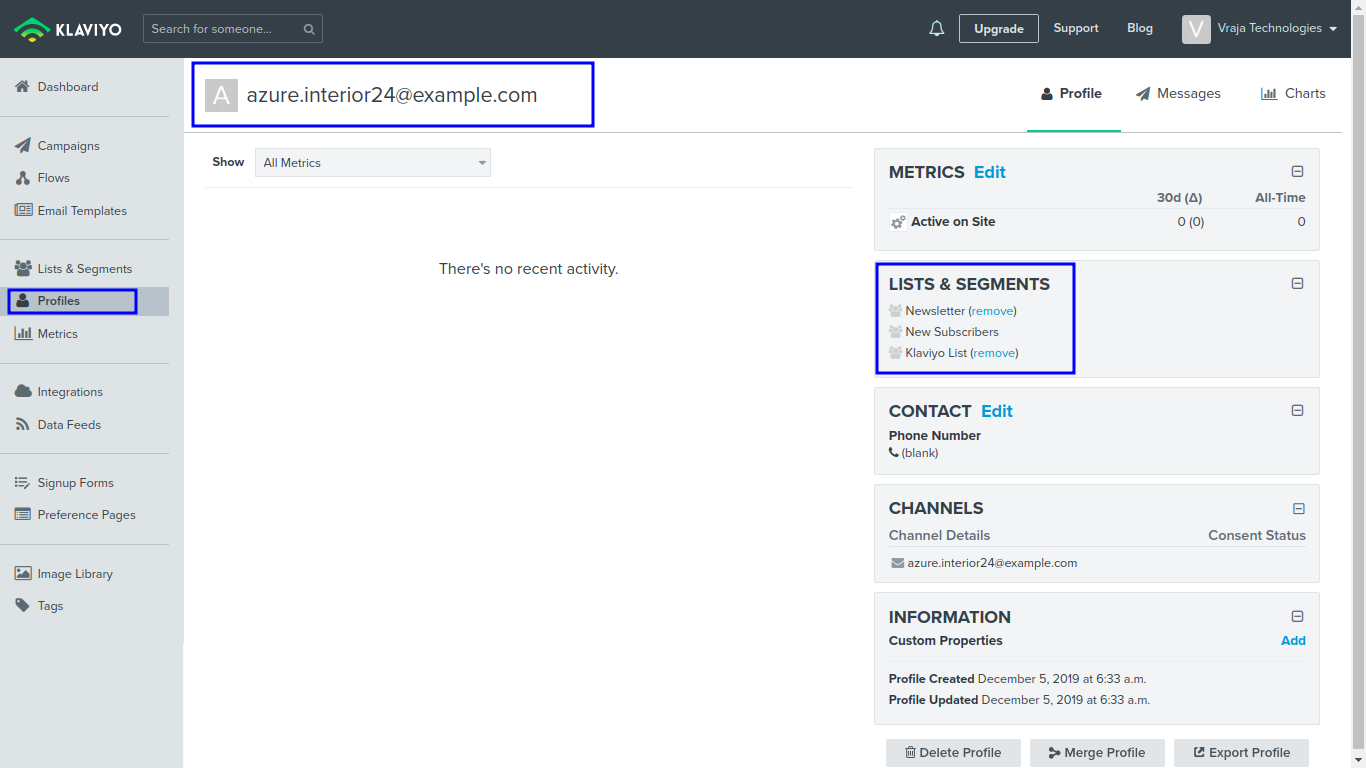 KLAVIYO
Search for someone...
Upgrade
Support
Blog
V
Vraja Technologies
Dashboard
Campaigns
Flows
Email Templates
Lists & Segments
Profiles
Metrics
Integrations
Data Feeds
Signup Forms
Preference Pages
Image Library
Tags
A
azure.interior24@example.com
Profile
Messages
Charts
Show
All Metrics
There's no recent activity.
METRICS Edit
30d (Δ) All-Time
Active on Site 0 (0) 0
LISTS & SEGMENTS
Newsletter (remove)
New Subscribers
Klaviyo List (remove)
CONTACT Edit
Phone Number
(blank)
CHANNELS
Channel Details Consent Status
azure.interior24@example.com
INFORMATION
Custom Properties Add
Profile Created December 5, 2019 at 6:33 a.m.
Profile Updated December 5, 2019 at 6:33 a.m.
Delete Profile
Merge Profile
Export Profile